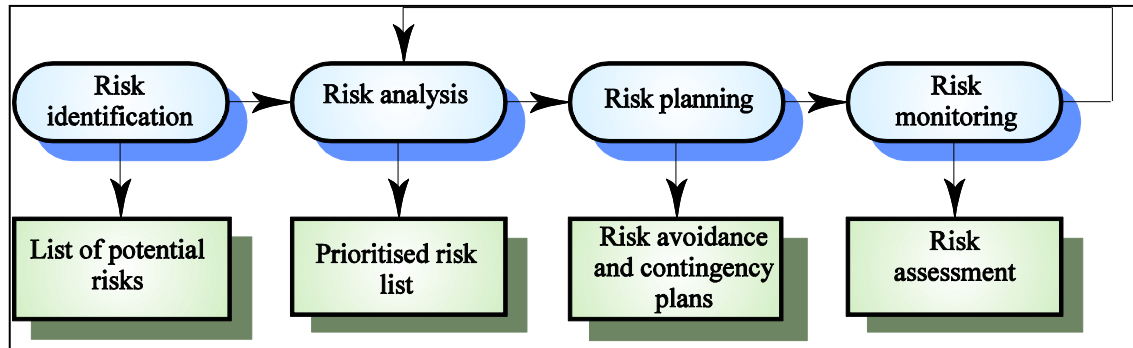 Risk
identification
Risk analysis
Risk planning
Risk
monitoring
List of potential
risks
Prioritised risk
list
Risk avoidance
and contingency
plans
Risk
assessment